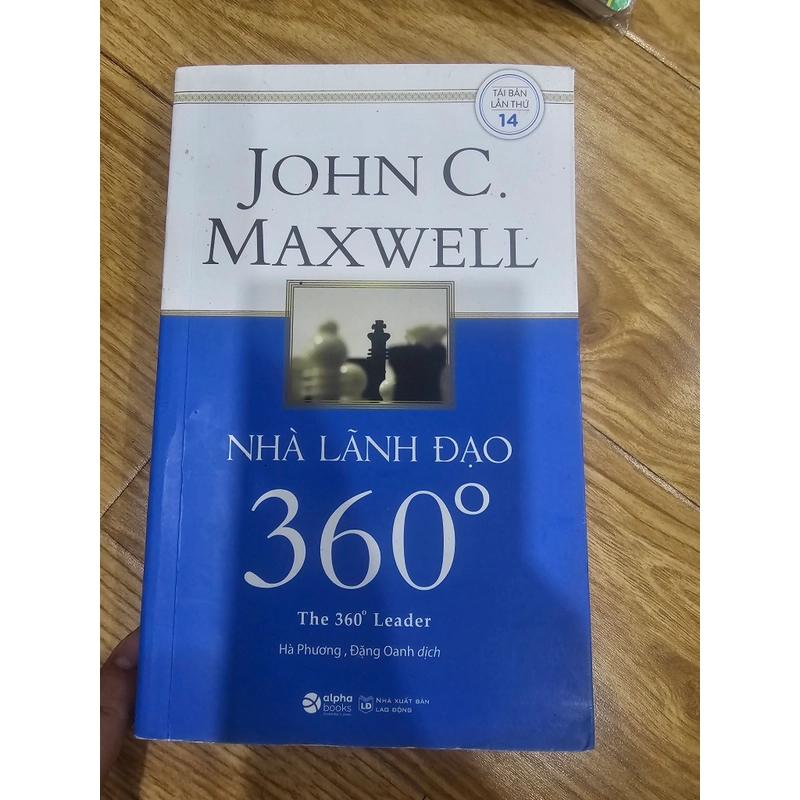 TÁI BẢN
LẦN THỨ
14
JOHN C.
MAXWELL
NHÀ LÃNH ĐẠO
360°
The 360° Leader
Hà Phương , Đặng Oanh dịch
alpha
books
NHÀ XUẤT BẢN
LAO ĐỘNG